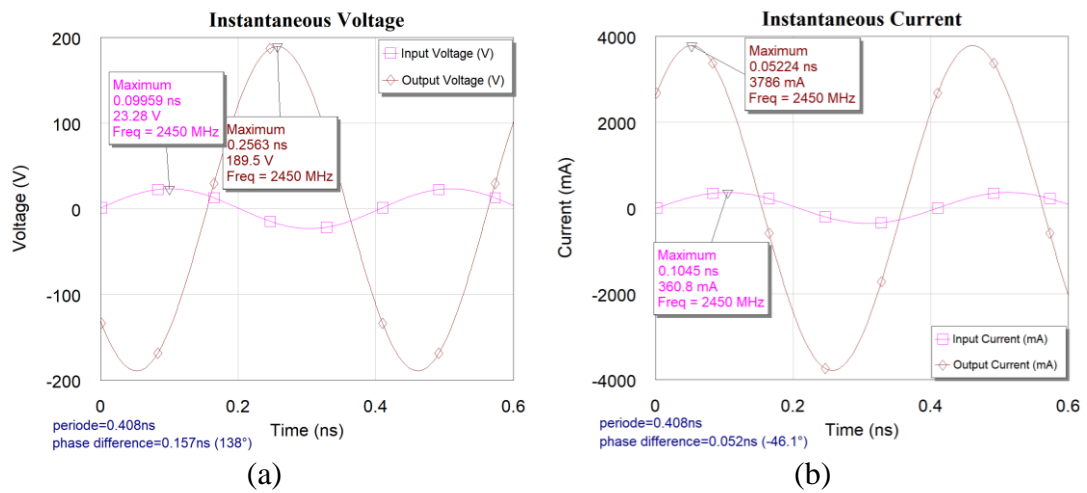 Instantaneous Voltage
200
100
0
-100
-200
Voltage (V)
Input Voltage (V)
Output Voltage (V)
Maximum
0.09959 ns
23.28 V
Freq = 2450 MHz
Maximum
0.2563 ns
189.5 V
Freq = 2450 MHz
0
0.2
0.4
0.6
Time (ns)
periode=0.408ns
phase difference=0.157ns (138°)
(a)
Instantaneous Current
4000
2000
0
-2000
-4000
Current (mA)
Maximum
0.05224 ns
3786 mA
Freq = 2450 MHz
Maximum
0.1045 ns
360.8 mA
Freq = 2450 MHz
Input Current (mA)
Output Current (mA)
0
0.2
0.4
0.6
Time (ns)
periode=0.408ns
phase difference=0.052ns (-46.1°)
(b)